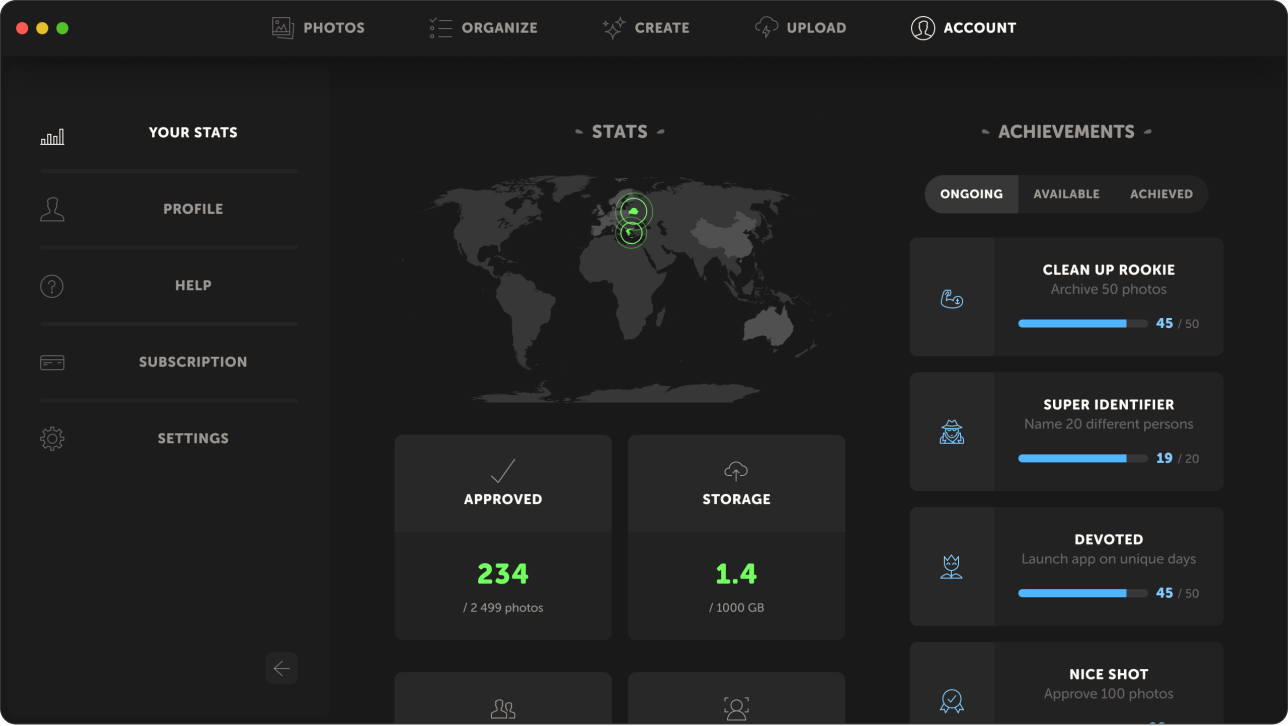 PHOTOS
ORGANIZE
CREATE
UPLOAD
ACCOUNT
YOUR STATS
PROFILE
HELP
SUBSCRIPTION
SETTINGS
STATS
APPROVED
234
/ 2 499 photos
STORAGE
1.4
/ 1000 GB
ACHIEVEMENTS
ONGOING
AVAILABLE
ACHIEVED
CLEAN UP ROOKIE
Archive 50 photos
45 / 50
SUPER IDENTIFIER
Name 20 different persons
19 / 20
DEVOTED
Launch app on unique days
45 / 50
NICE SHOT
Approve 100 photos